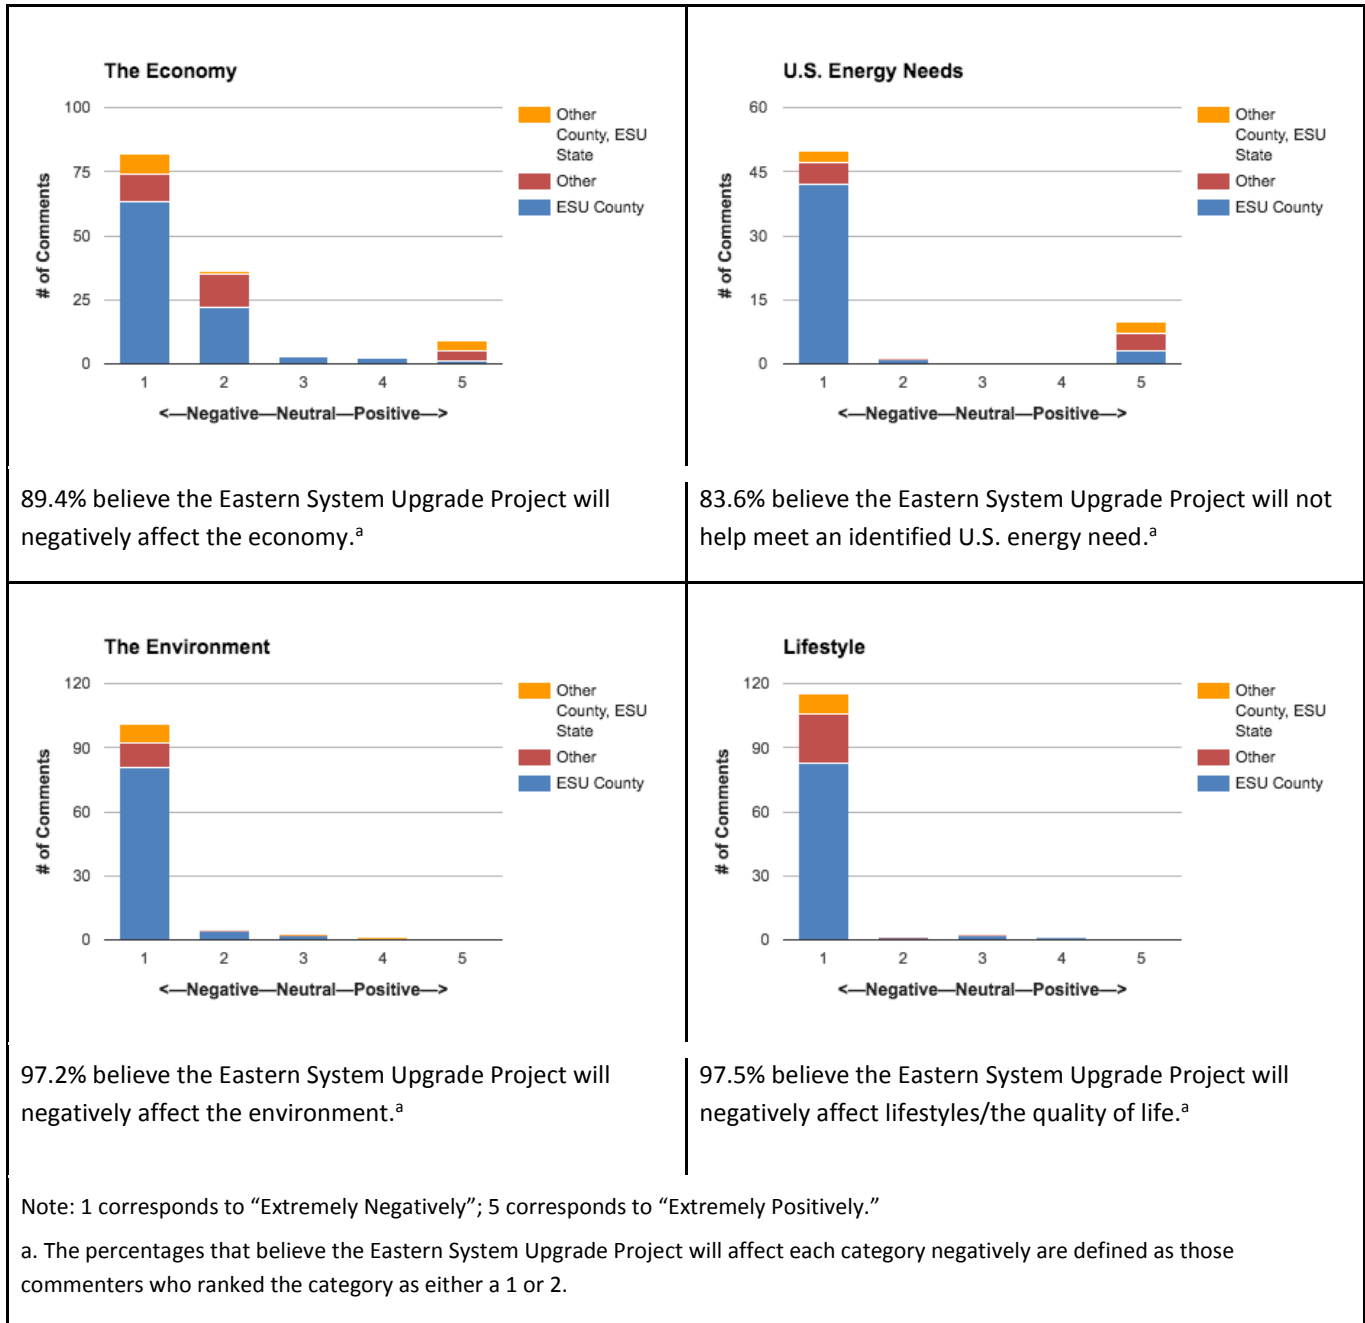 The Economy
100
75
50
25
0
# of Comments
1 2 3 4 5
<—Negative—Neutral—Positive—>
Other
County, ESU
State
Other
ESU County
89.4% believe the Eastern System Upgrade Project will
negatively affect the economy.ᵃ
U.S. Energy Needs
60
45
30
15
0
# of Comments
1 2 3 4 5
<—Negative—Neutral—Positive—>
Other
County, ESU
State
Other
ESU County
83.6% believe the Eastern System Upgrade Project will not
help meet an identified U.S. energy need.ᵃ
The Environment
120
90
60
30
0
# of Comments
1 2 3 4 5
<—Negative—Neutral—Positive—>
Other
County, ESU
State
Other
ESU County
97.2% believe the Eastern System Upgrade Project will
negatively affect the environment.ᵃ
Lifestyle
120
90
60
30
0
# of Comments
1 2 3 4 5
<—Negative—Neutral—Positive—>
Other
County, ESU
State
Other
ESU County
97.5% believe the Eastern System Upgrade Project will
negatively affect lifestyles/the quality of life.ᵃ
Note: 1 corresponds to “Extremely Negatively”; 5 corresponds to “Extremely Positively.”
a. The percentages that believe the Eastern System Upgrade Project will affect each category negatively are defined as those
commenters who ranked the category as either a 1 or 2.